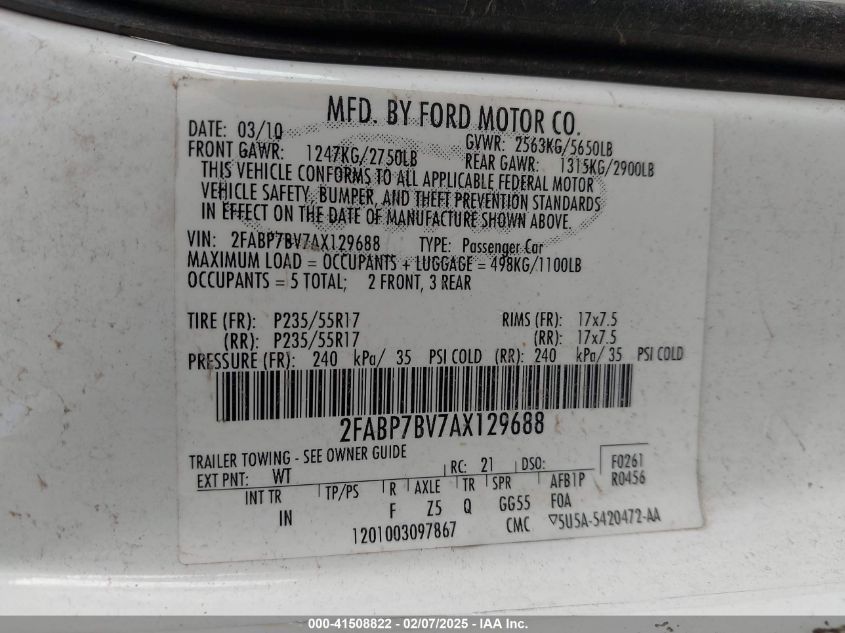 MFD. BY FORD MOTOR CO.
DATE: 03/10 GVWR: 2563KG/5650LB
FRONT GAWR: 1247KG/2750LB REAR GAWR: 1315KG/2900LB
THIS VEHICLE CONFORMS TO ALL APPLICABLE FEDERAL MOTOR
VEHICLE SAFETY, BUMPER, AND THEFT PREVENTION STANDARDS
IN EFFECT ON THE DATE OF MANUFACTURE SHOWN ABOVE.
VIN: 2FABP7BV7AX129688 TYPE: Passenger Car
MAXIMUM LOAD = OCCUPANTS + LUGGAGE = 498KG/1100LB
OCCUPANTS = 5 TOTAL; 2 FRONT, 3 REAR
TIRE (FR): P235/55R17 RIMS (FR): 17x7.5
(RR): P235/55R17 (RR): 17x7.5
PRESSURE (FR): 240 kPa/ 35 PSI COLD (RR): 240 kPa/ 35 PSI COLD
2FABP7BV7AX129688
TRAILER TOWING - SEE OWNER GUIDE
EXT PNT: WT RC: 21 DSO: F0261
INT TR TP/PS R AXLE TR SPR AFB1P R0456
IN F Z5 Q GG55 FOA
1201003097867 CMC ▽5U5A-5420472-AA
000-41508822 - 02/07/2025 - IAA Inc.